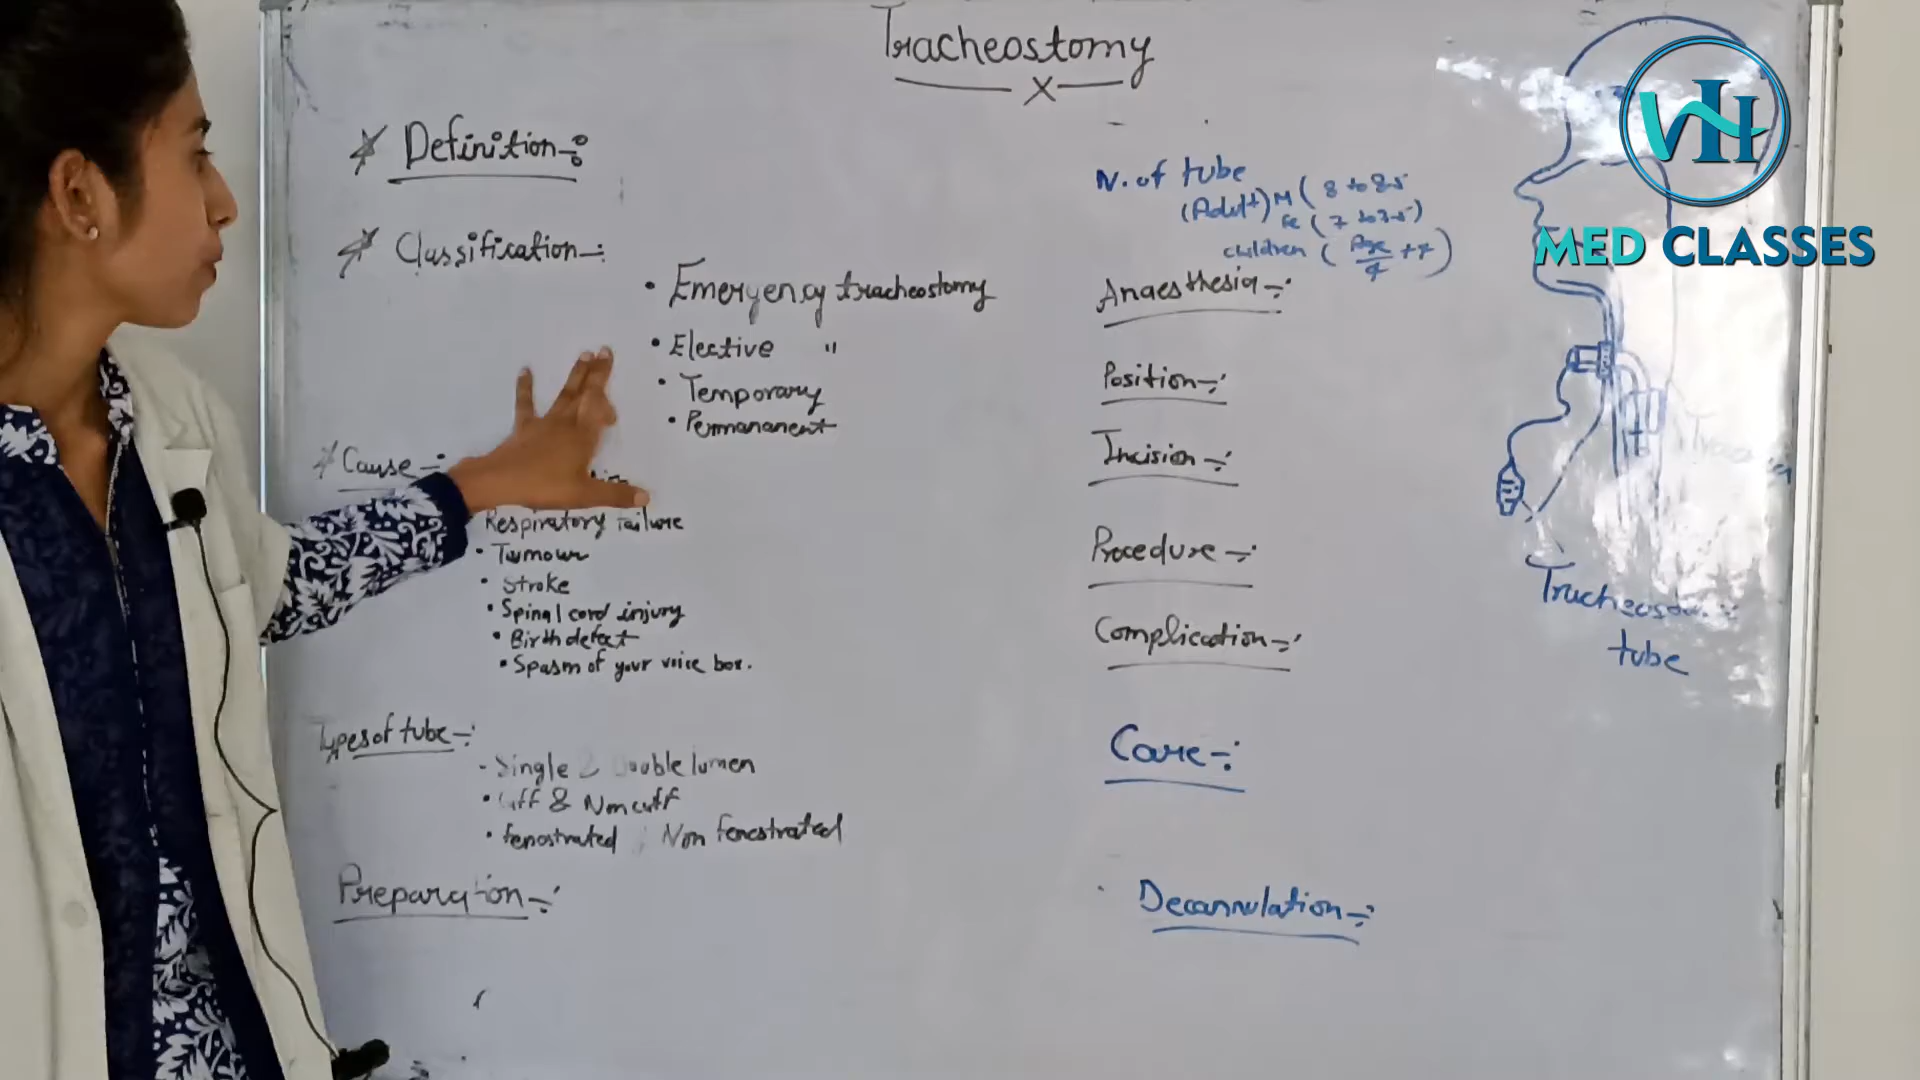 Tracheostomy
Definition
Classification
• Emergency tracheostomy
• Elective "
• Temporary
• Permananent
Cause
Respiratory failure
• Tumour
• Stroke
• Spinal cord injury
• Birth defect
• Spasm of your voice box.
Types of tube
- Single & Double lumen
• Cuff & Non cuff
• fenostrated Non fenestrated
Preparation
N. of tube
(Adult) M (8 to 8.5
Fe (7 to 7.5)
children (Age/4 + 4)
Anaesthesia
Position
Incision
Procedure
Complication
Care
Decannulation
VH
MED CLASSES
tube